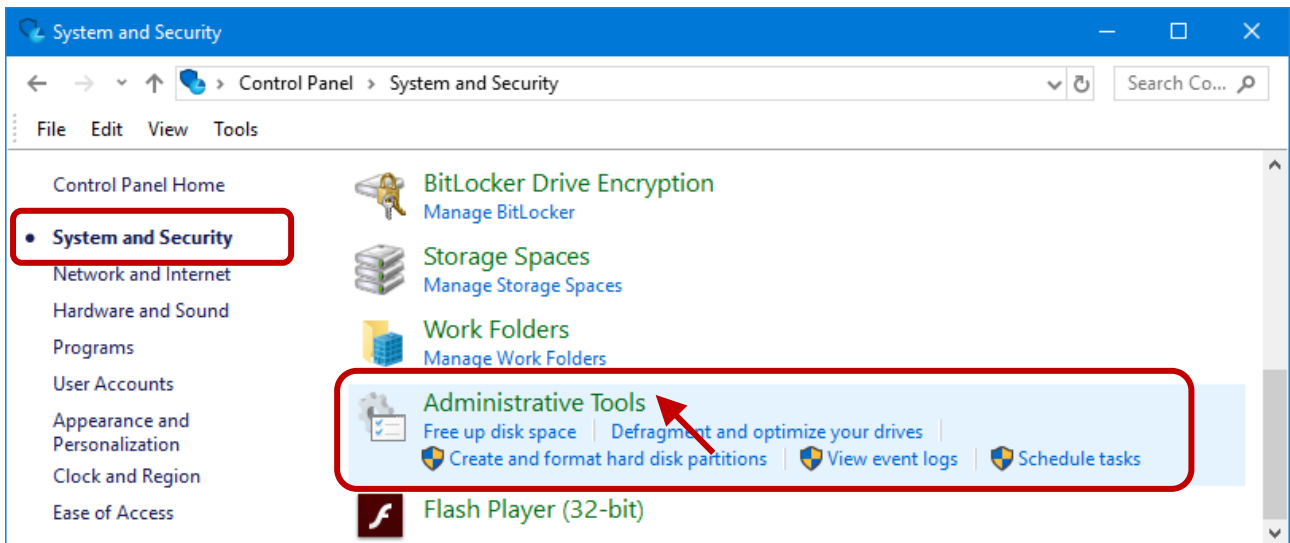 System and Security
Control Panel > System and Security
Search Co...
File Edit View Tools
Control Panel Home
System and Security
Network and Internet
Hardware and Sound
Programs
User Accounts
Appearance and
Personalization
Clock and Region
Ease of Access
BitLocker Drive Encryption
Manage BitLocker
Storage Spaces
Manage Storage Spaces
Work Folders
Manage Work Folders
Administrative Tools
Free up disk space | Defragment and optimize your drives
Create and format hard disk partitions | View event logs | Schedule tasks
Flash Player (32-bit)